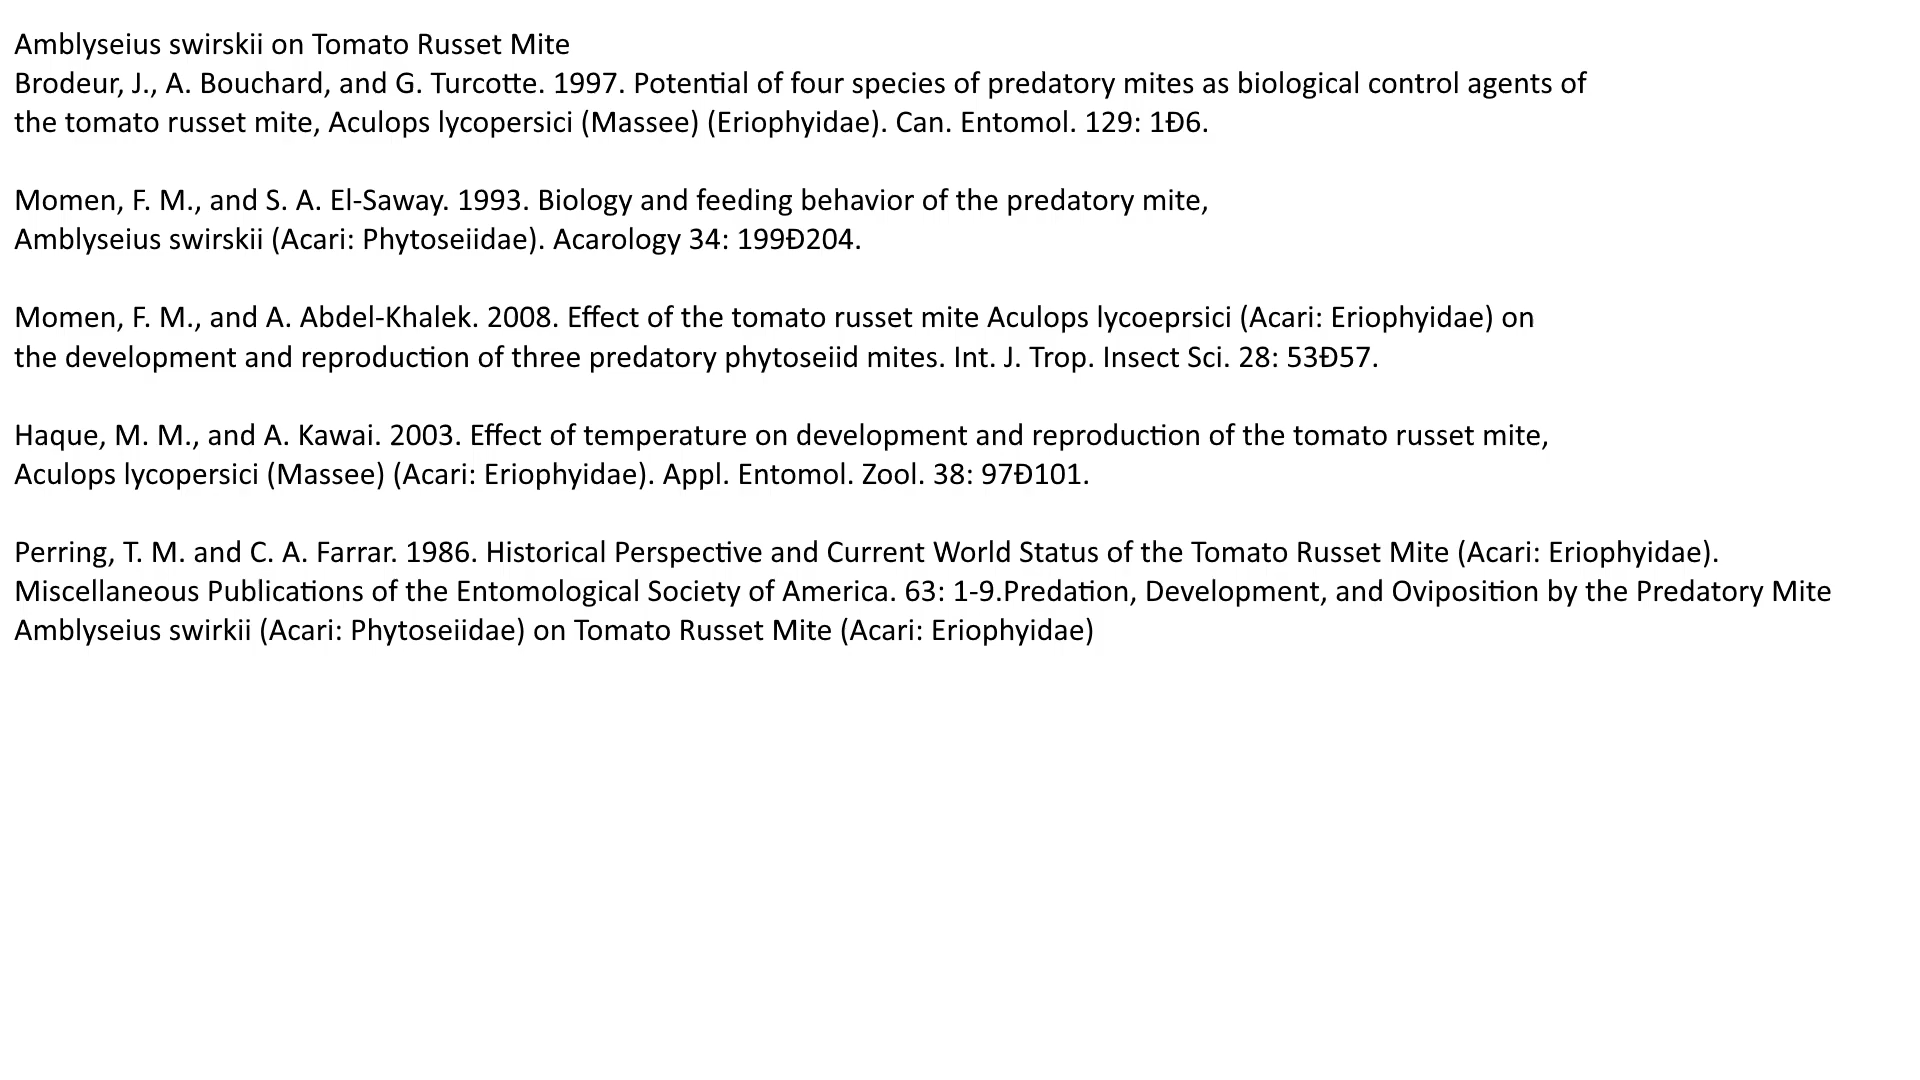 Amblyseius swirskii on Tomato Russet Mite
Brodeur, J., A. Bouchard, and G. Turcotte. 1997. Potential of four species of predatory mites as biological control agents of
the tomato russet mite, Aculops lycopersici (Massee) (Eriophyidae). Can. Entomol. 129: 1Ð6.
Momen, F. M., and S. A. El-Saway. 1993. Biology and feeding behavior of the predatory mite,
Amblyseius swirskii (Acari: Phytoseiidae). Acarology 34: 199Ð204.
Momen, F. M., and A. Abdel-Khalek. 2008. Effect of the tomato russet mite Aculops lycoeprsici (Acari: Eriophyidae) on
the development and reproduction of three predatory phytoseiid mites. Int. J. Trop. Insect Sci. 28: 53Ð57.
Haque, M. M., and A. Kawai. 2003. Effect of temperature on development and reproduction of the tomato russet mite,
Aculops lycopersici (Massee) (Acari: Eriophyidae). Appl. Entomol. Zool. 38: 97Ð101.
Perring, T. M. and C. A. Farrar. 1986. Historical Perspective and Current World Status of the Tomato Russet Mite (Acari: Eriophyidae).
Miscellaneous Publications of the Entomological Society of America. 63: 1-9.Predation, Development, and Oviposition by the Predatory Mite
Amblyseius swirkii (Acari: Phytoseiidae) on Tomato Russet Mite (Acari: Eriophyidae)